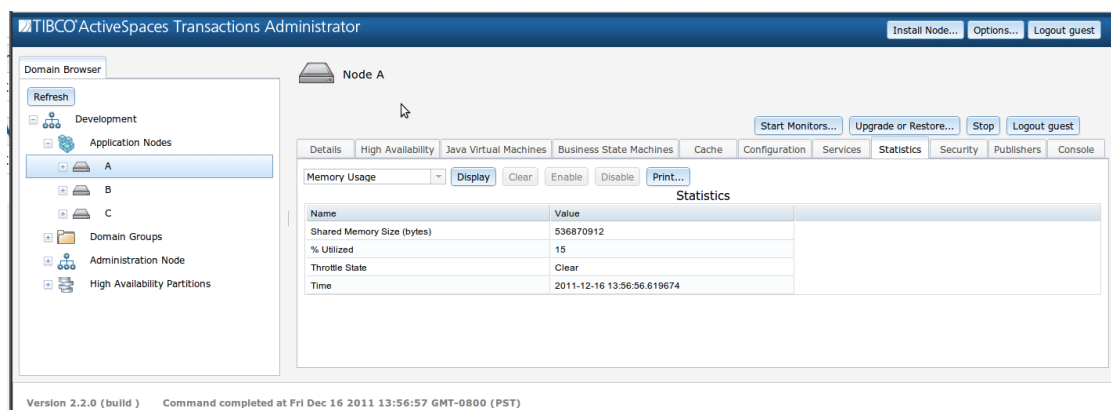 TIBCO® ActiveSpaces Transactions Administrator
Install Node... Options... Logout guest
Domain Browser
Refresh
Development
Application Nodes
A
B
C
Domain Groups
Administration Node
High Availability Partitions
Node A
Start Monitors... Upgrade or Restore... Stop Logout guest
Details High Availability Java Virtual Machines Business State Machines Cache Configuration Services Statistics Security Publishers Console
Memory Usage Display Clear Enable Disable Print...
Statistics
Name Value
Shared Memory Size (bytes) 536870912
% Utilized 15
Throttle State Clear
Time 2011-12-16 13:56:56.619674
Version 2.2.0 (build ) Command completed at Fri Dec 16 2011 13:56:57 GMT-0800 (PST)